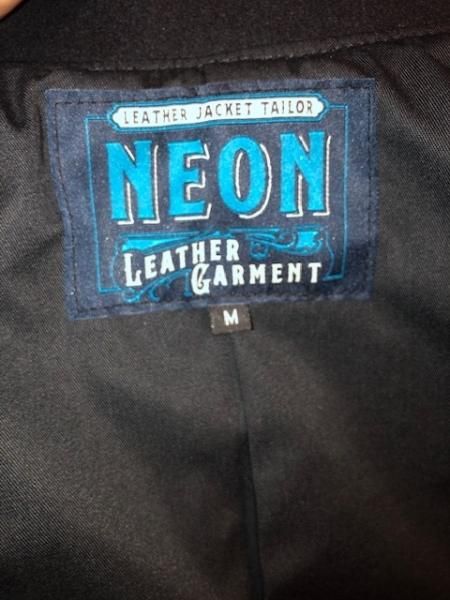 LEATHER JACKET TAILOR
NEON
LEATHER
GARMENT
M